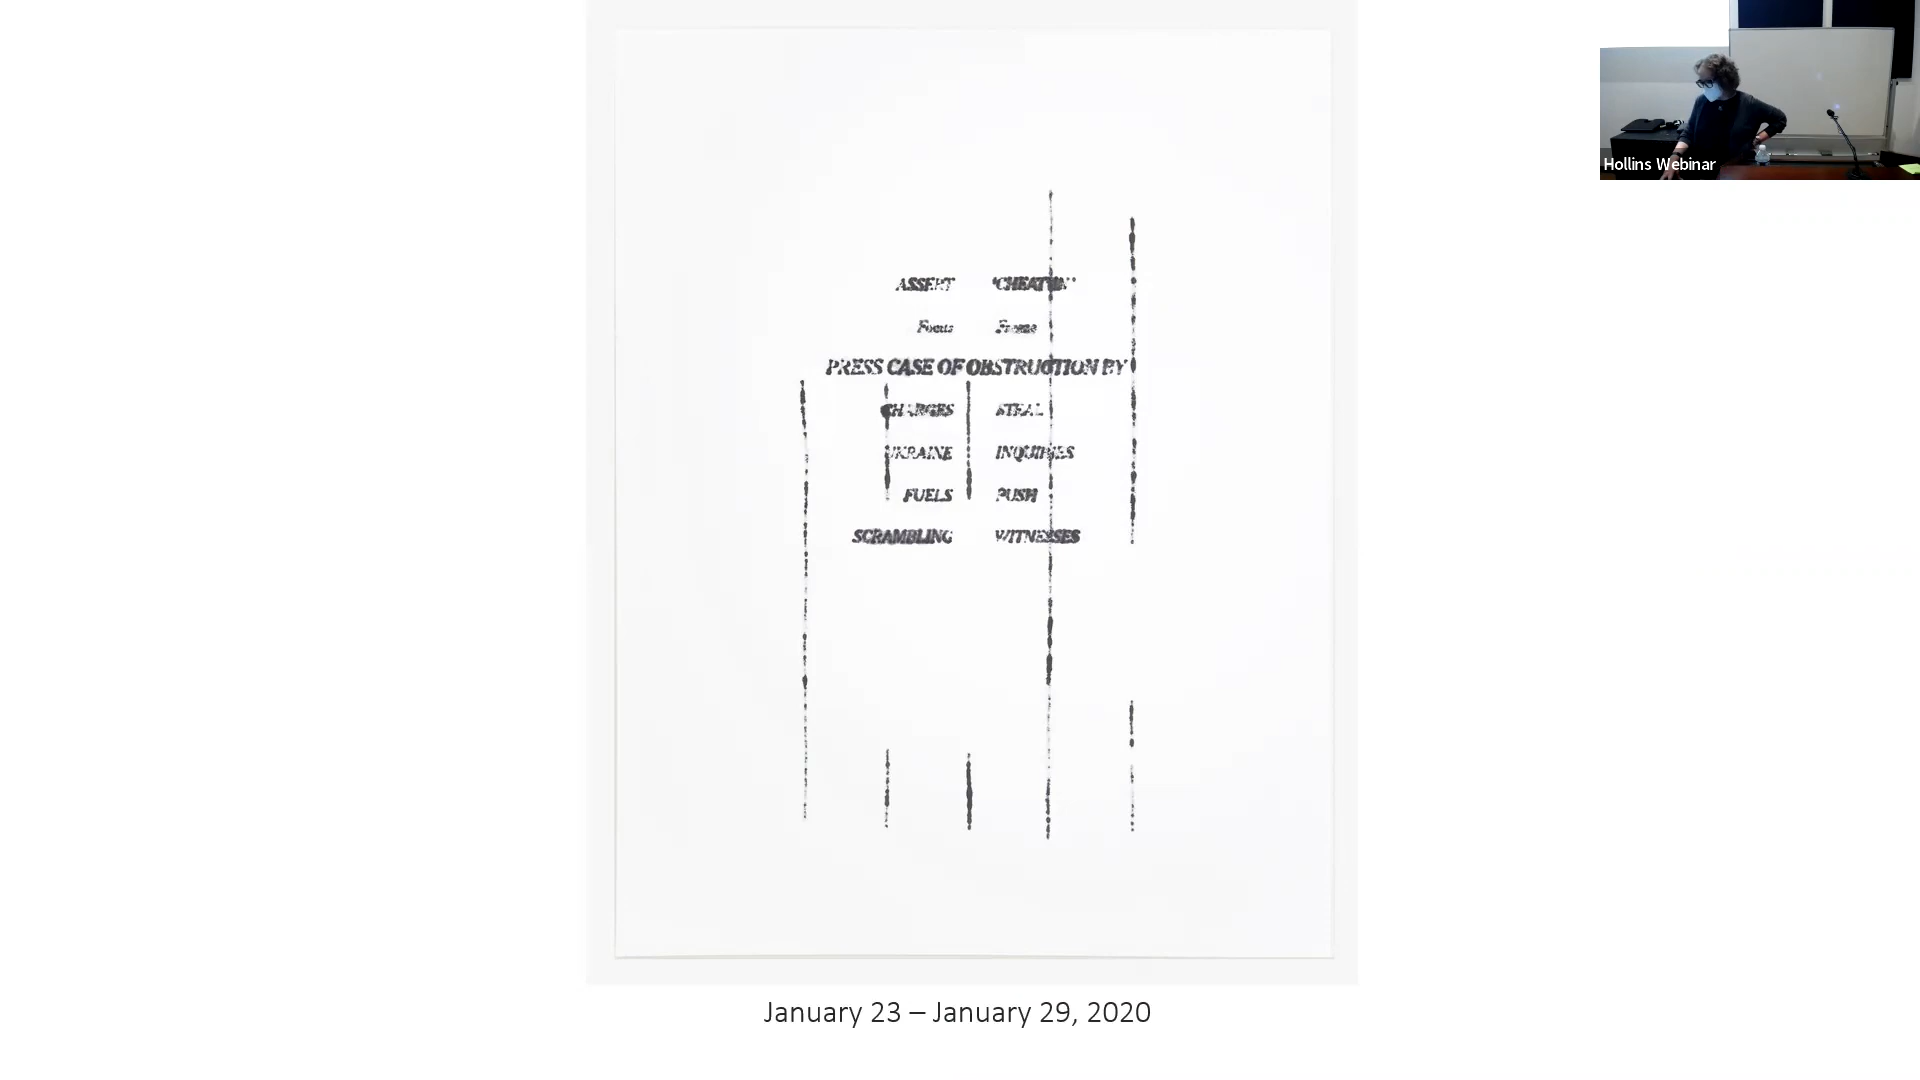 Hollins Webinar
ASSERT 'CHEATIN'
Focus Frame
PRESS CASE OF OBSTRUCTION BY
CHARGES STEAL
UKRAINE INQUIRIES
FUELS PUSH
SCRAMBLING WITNESSES
January 23 – January 29, 2020